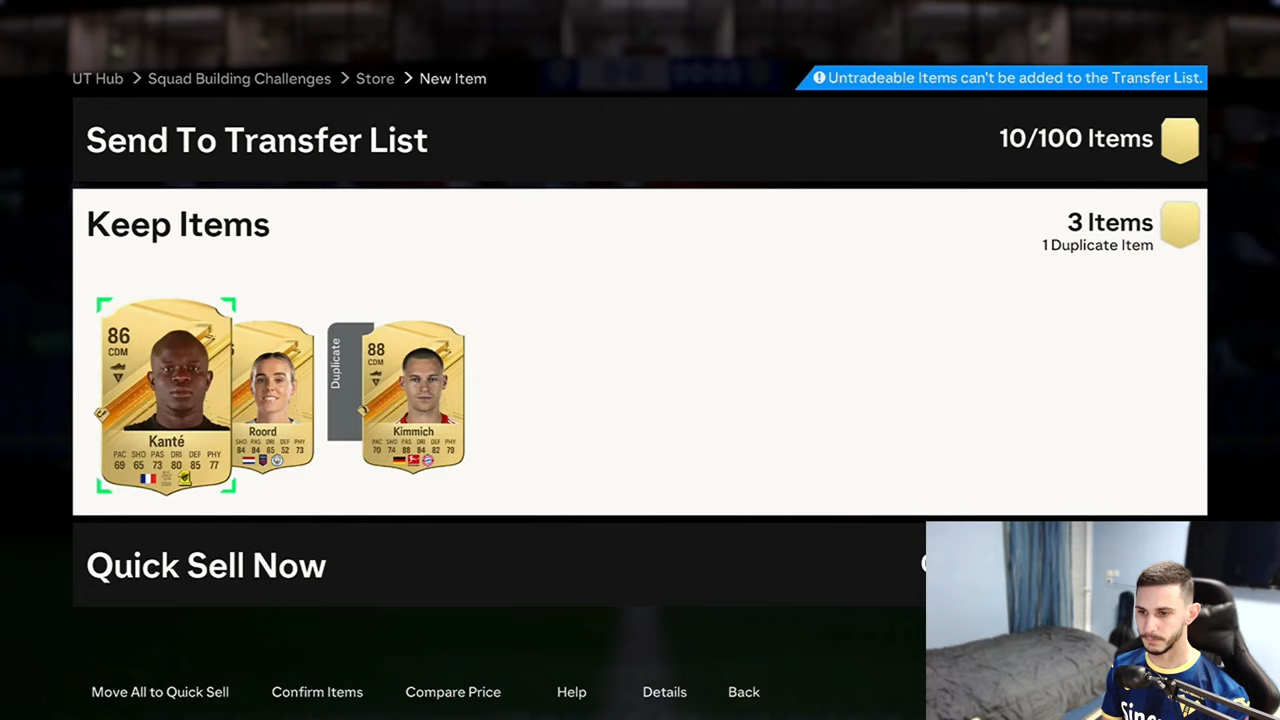 UT Hub > Squad Building Challenges > Store > New Item
Untradeable Items can't be added to the Transfer List.
Send To Transfer List
10/100 Items
Keep Items
3 Items
1 Duplicate Item
86
CDM
Kanté
PAC SHO PAS DRI DEF PHY
69 65 73 80 85 77
Roord
SHO PAS DRI DEF PHY
84 84 85 52 73
Duplicate
88
CDM
Kimmich
PAC SHO PAS DRI DEF PHY
70 74 88 84 82 79
Quick Sell Now
Move All to Quick Sell
Confirm Items
Compare Price
Help
Details
Back